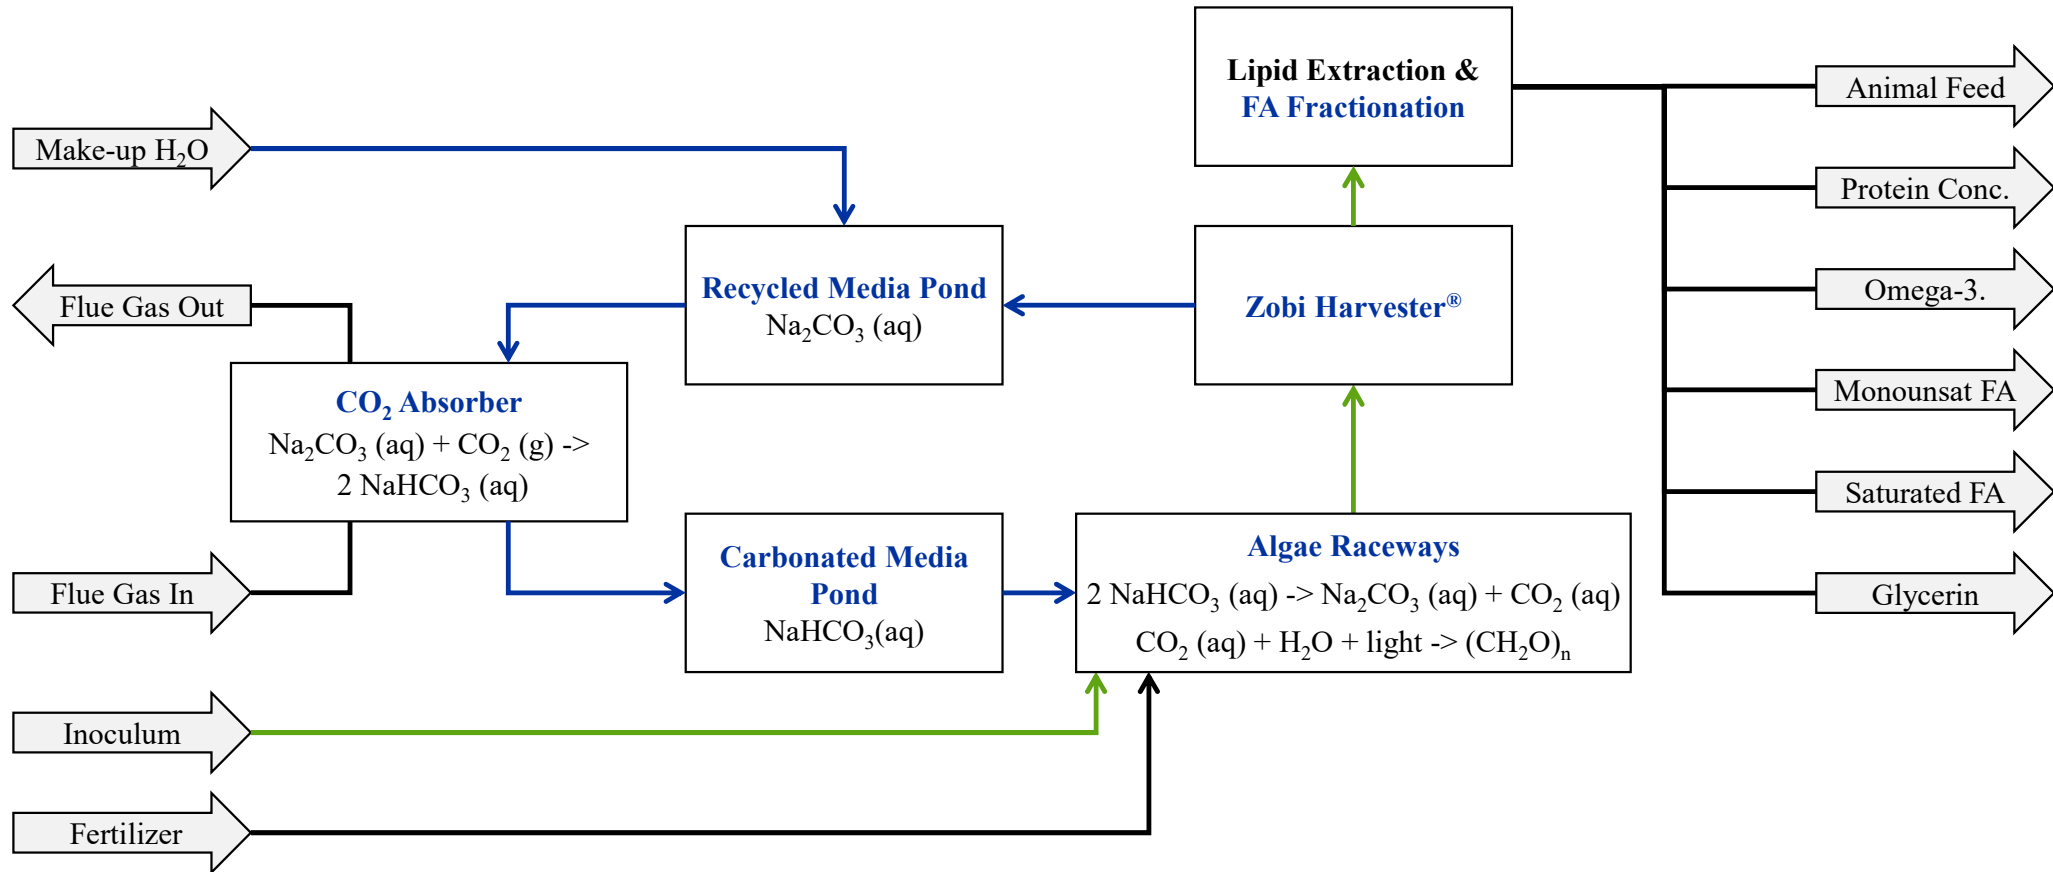 Lipid Extraction &
FA Fractionation
Animal Feed
Make-up H₂O
Protein Conc.
Flue Gas Out
Recycled Media Pond
Na₂CO₃ (aq)
Zobi Harvester®
Omega-3.
CO₂ Absorber
Na₂CO₃ (aq) + CO₂ (g) ->
2 NaHCO₃ (aq)
Monounsat FA
Saturated FA
Flue Gas In
Carbonated Media
Pond
NaHCO₃(aq)
Algae Raceways
2 NaHCO₃ (aq) -> Na₂CO₃ (aq) + CO₂ (aq)
CO₂ (aq) + H₂O + light -> (CH₂O)ₙ
Glycerin
Inoculum
Fertilizer